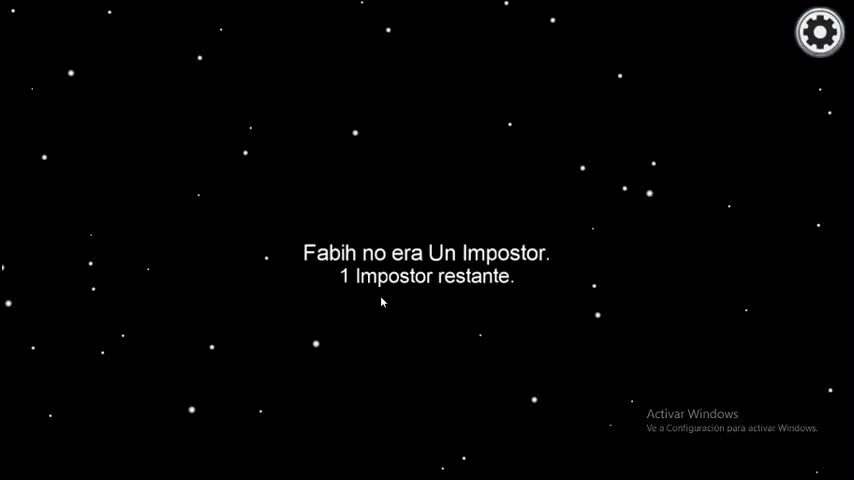 Fabih no era Un Impostor.
1 Impostor restante.
Activar Windows
Ve a Configuración para activar Windows.